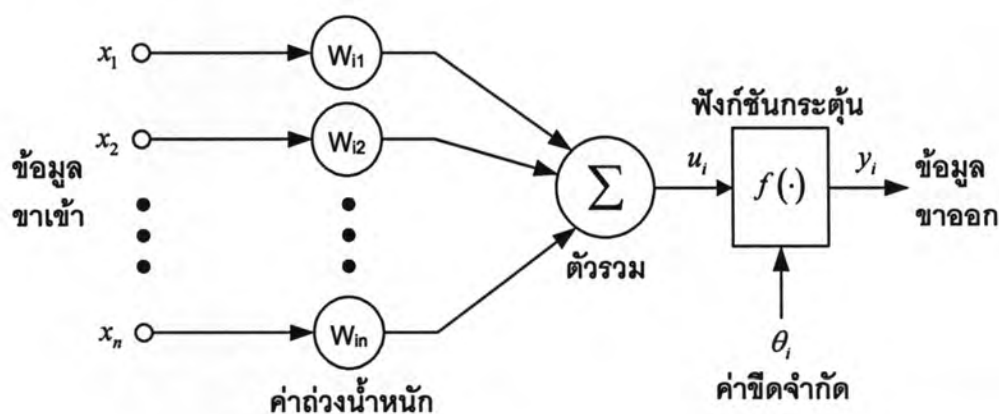 x₁
Wi1
ฟังก์ชันกระตุ้น
x₂
Wi2
ข้อมูล
ขาเข้า
Σ
uᵢ
f(·)
yᵢ
ข้อมูล
ขาออก
ตัวรวม
xₙ
Win
θᵢ
ค่าถ่วงน้ำหนัก
ค่าขีดจำกัด